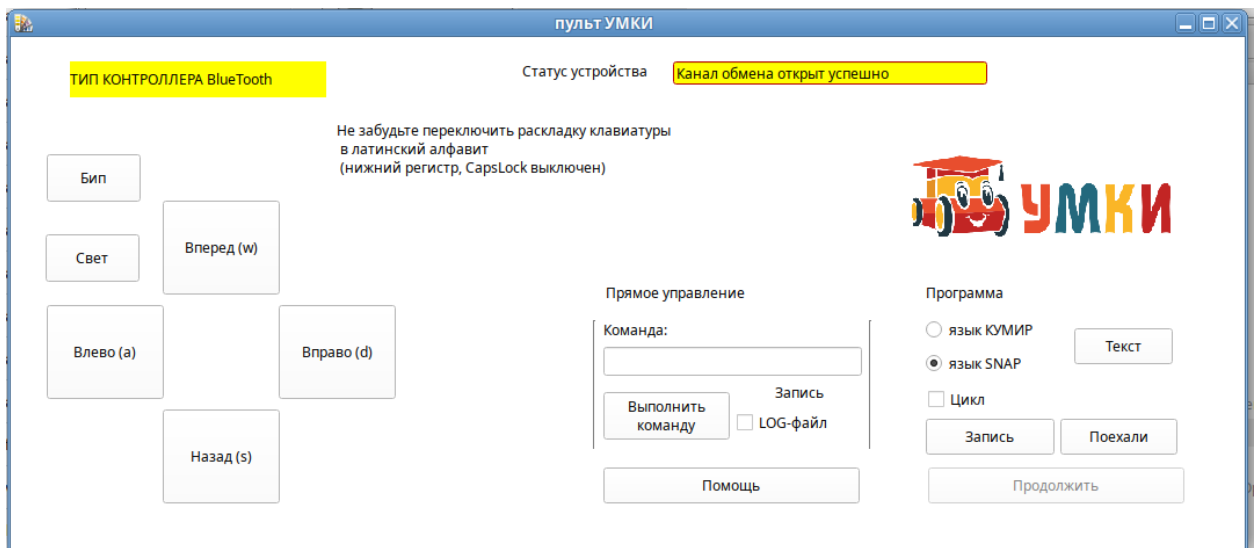 пульт УМКИ
ТИП КОНТРОЛЛЕРА BlueTooth
Статус устройства
Канал обмена открыт успешно
Не забудьте переключить раскладку клавиатуры
в латинский алфавит
(нижний регистр, CapsLock выключен)
Бип
Свет
Вперед (w)
Влево (a)
Вправо (d)
Назад (s)
УМКИ
Прямое управление
Команда:
Выполнить
команду
Запись
LOG-файл
Помощь
Программа
язык КУМИР
язык SNAP
Текст
Цикл
Запись
Поехали
Продолжить